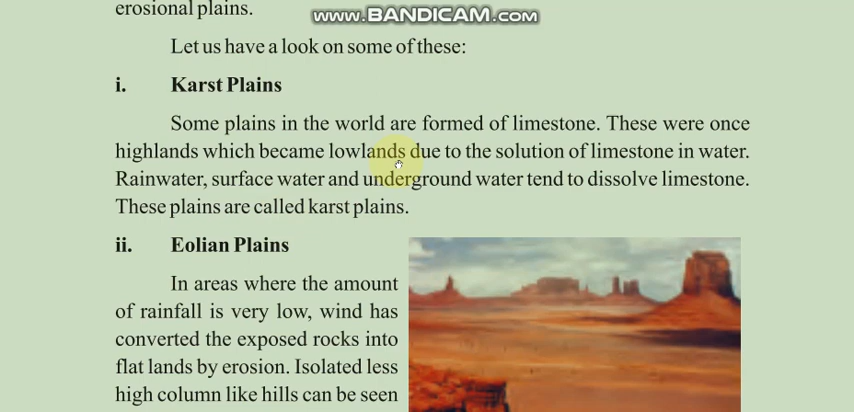 erosional plains.
WWW.BANDICAM.COM
Let us have a look on some of these:
i. Karst Plains
Some plains in the world are formed of limestone. These were once
highlands which became lowlands due to the solution of limestone in water.
Rainwater, surface water and underground water tend to dissolve limestone.
These plains are called karst plains.
ii. Eolian Plains
In areas where the amount
of rainfall is very low, wind has
converted the exposed rocks into
flat lands by erosion. Isolated less
high column like hills can be seen